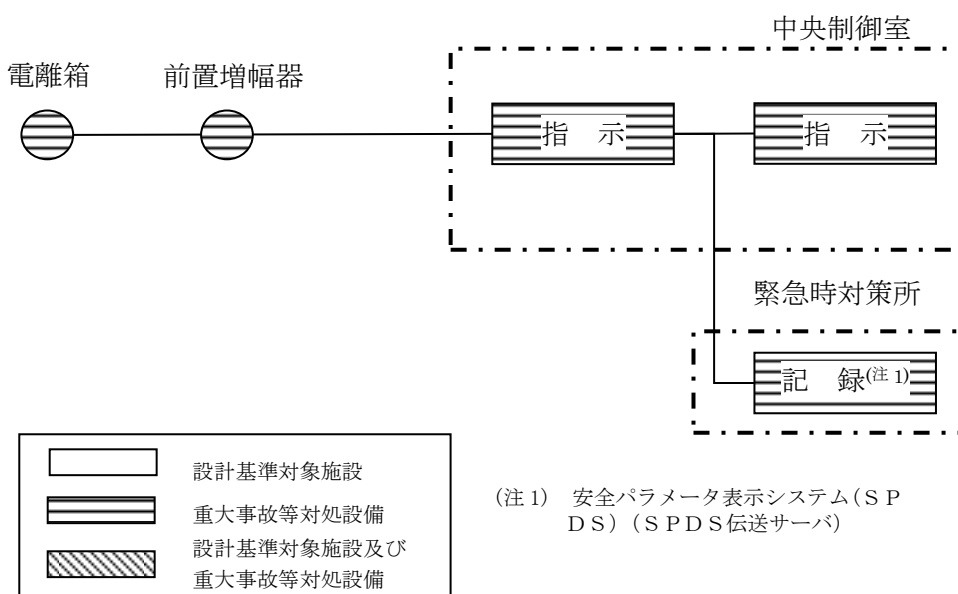 中央制御室
電離箱
前置増幅器
指　示
指　示
緊急時対策所
記　録(注 1)
設計基準対象施設
重大事故等対処設備
設計基準対象施設及び
重大事故等対処設備
(注 1)　安全パラメータ表示システム(ＳＰ
ＤＳ) (ＳＰＤＳ伝送サーバ)